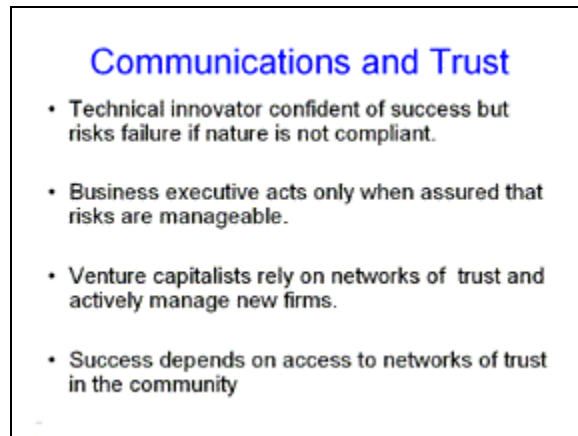 Communications and Trust
• Technical innovator confident of success but
risks failure if nature is not compliant.
• Business executive acts only when assured that
risks are manageable.
• Venture capitalists rely on networks of trust and
actively manage new firms.
• Success depends on access to networks of trust
in the community